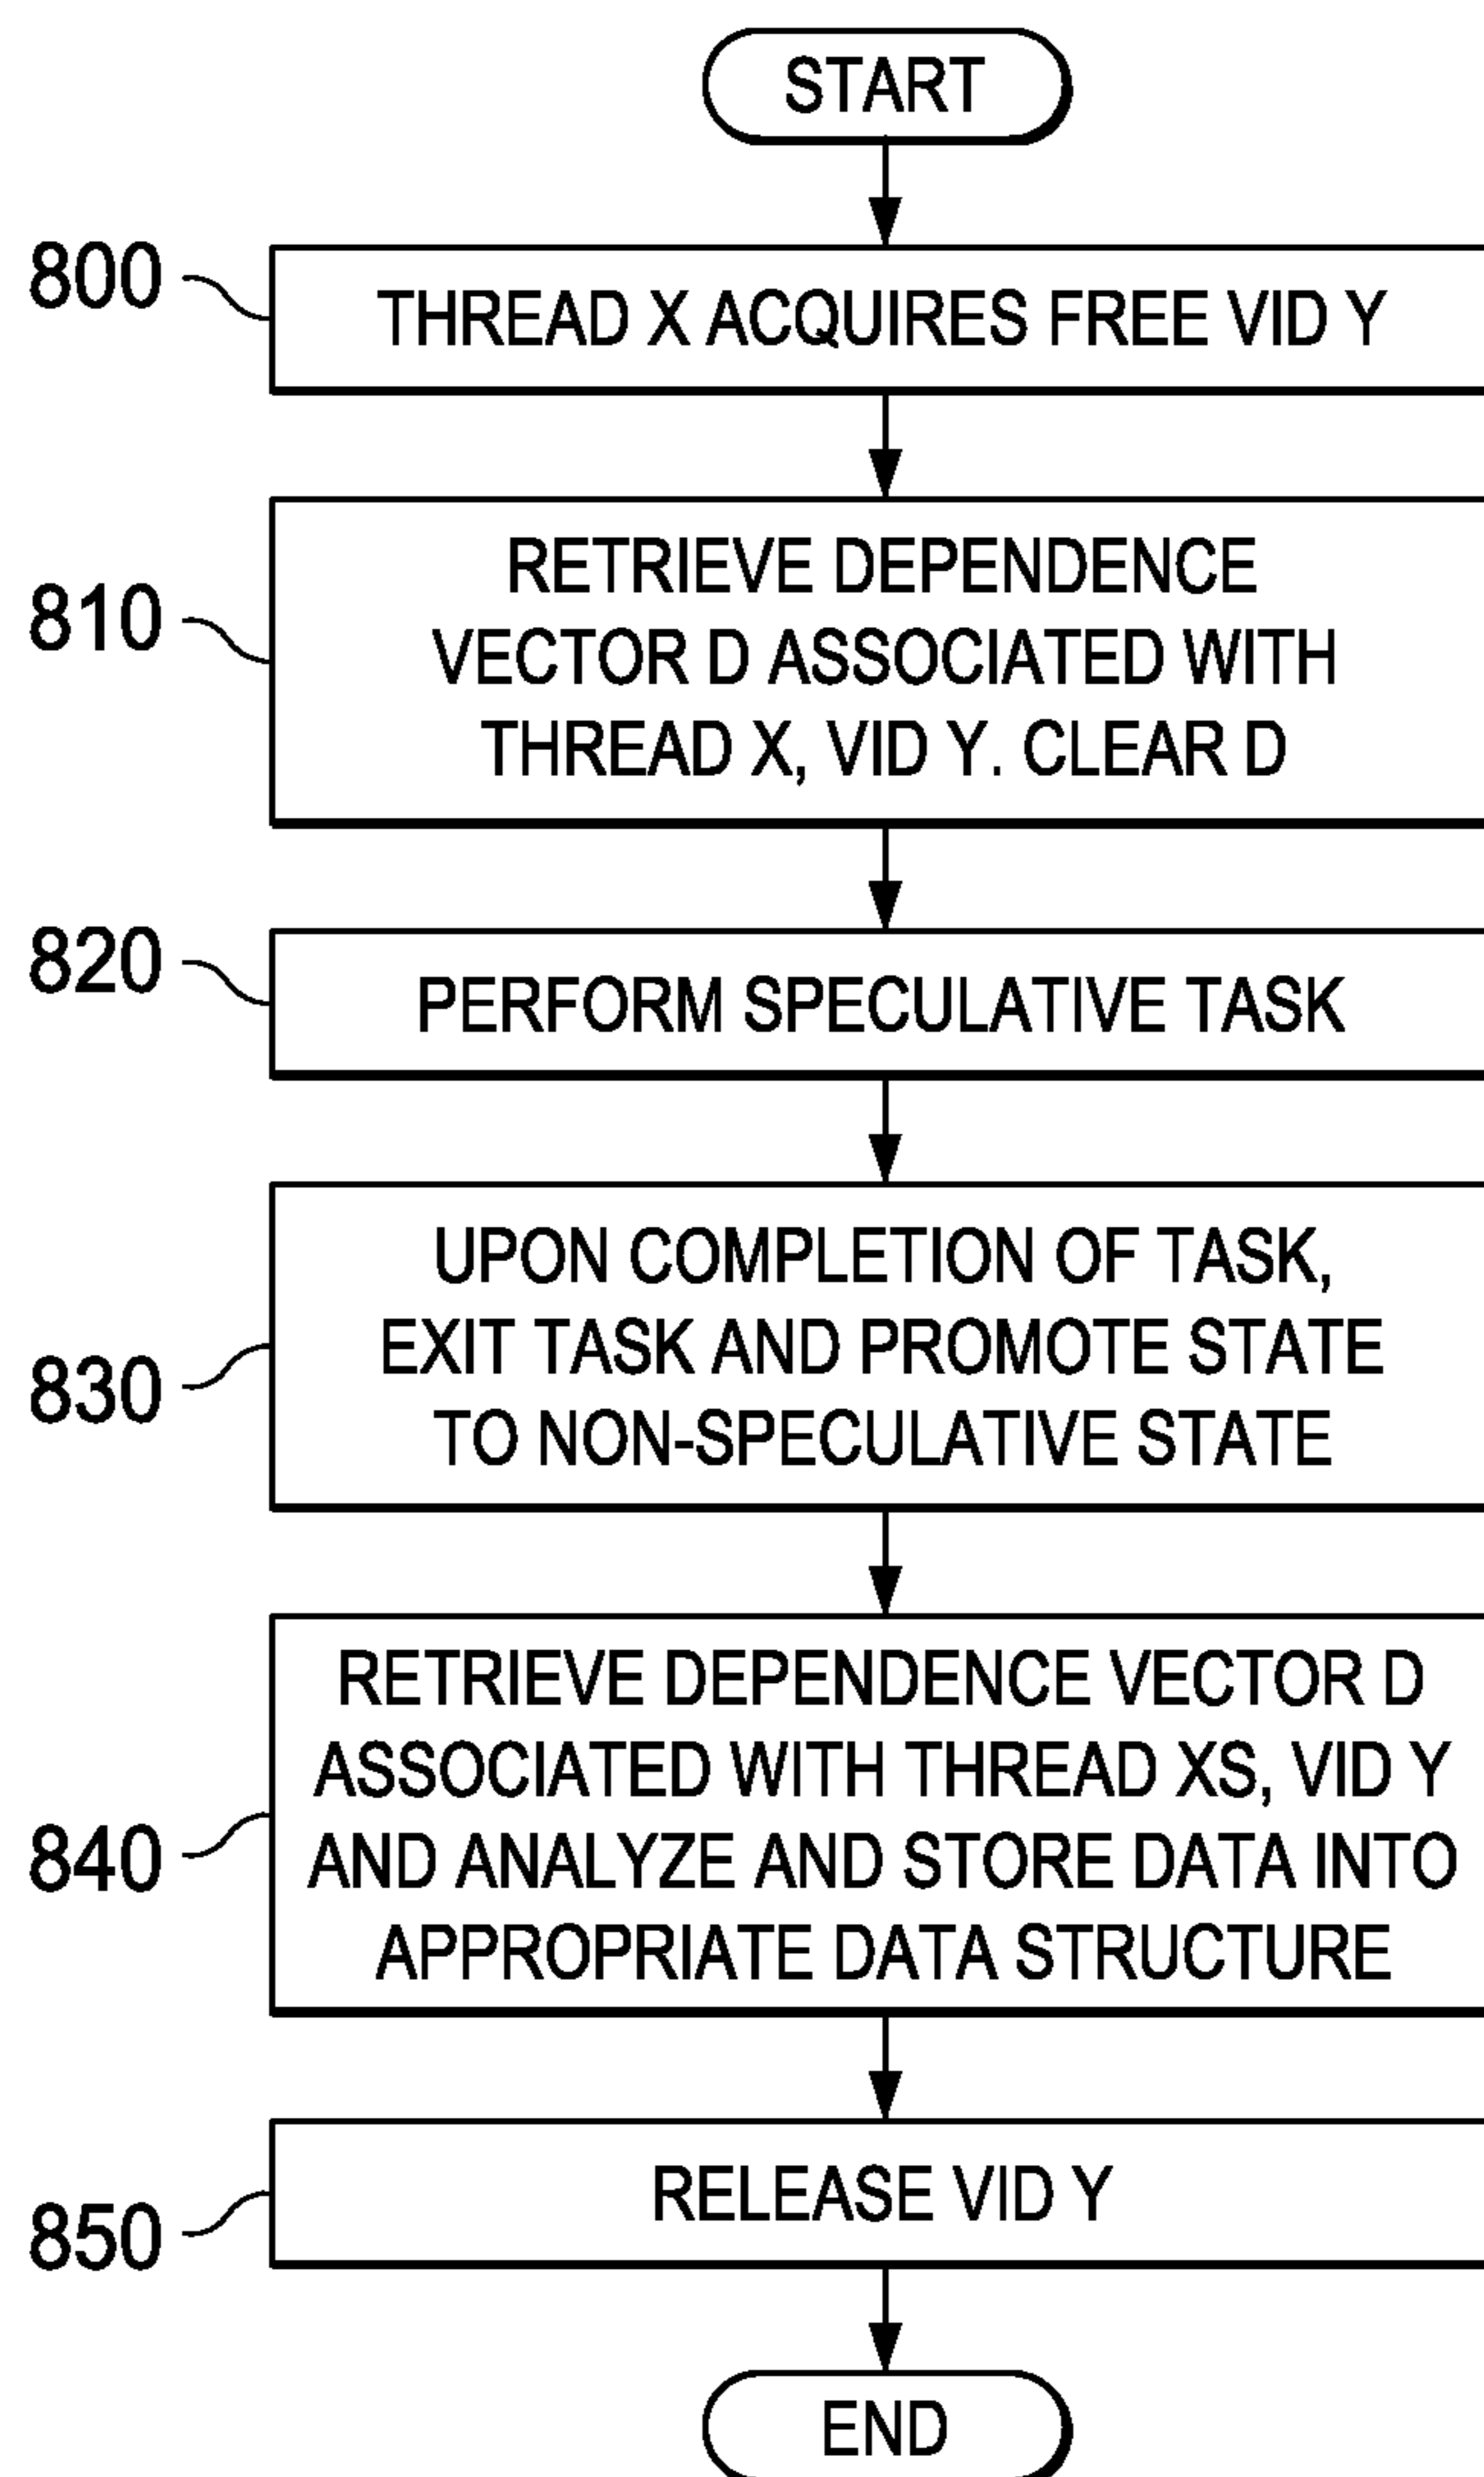 START
800
THREAD X ACQUIRES FREE VID Y
810
RETRIEVE DEPENDENCE
VECTOR D ASSOCIATED WITH
THREAD X, VID Y. CLEAR D
820
PERFORM SPECULATIVE TASK
830
UPON COMPLETION OF TASK,
EXIT TASK AND PROMOTE STATE
TO NON-SPECULATIVE STATE
840
RETRIEVE DEPENDENCE VECTOR D
ASSOCIATED WITH THREAD XS, VID Y
AND ANALYZE AND STORE DATA INTO
APPROPRIATE DATA STRUCTURE
850
RELEASE VID Y
END